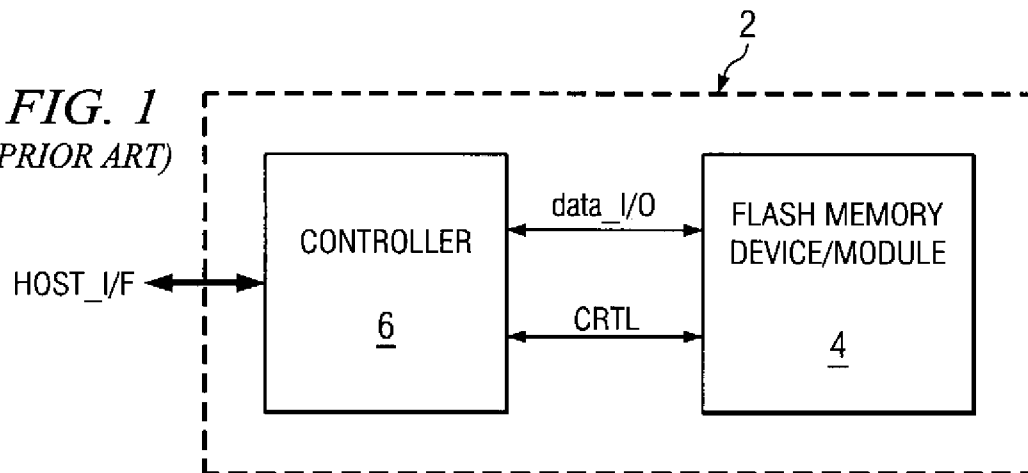 2
FIG. 1
PRIOR ART)
data_I/O
CONTROLLER
6
HOST_I/F
CRTL
FLASH MEMORY
DEVICE/MODULE
4